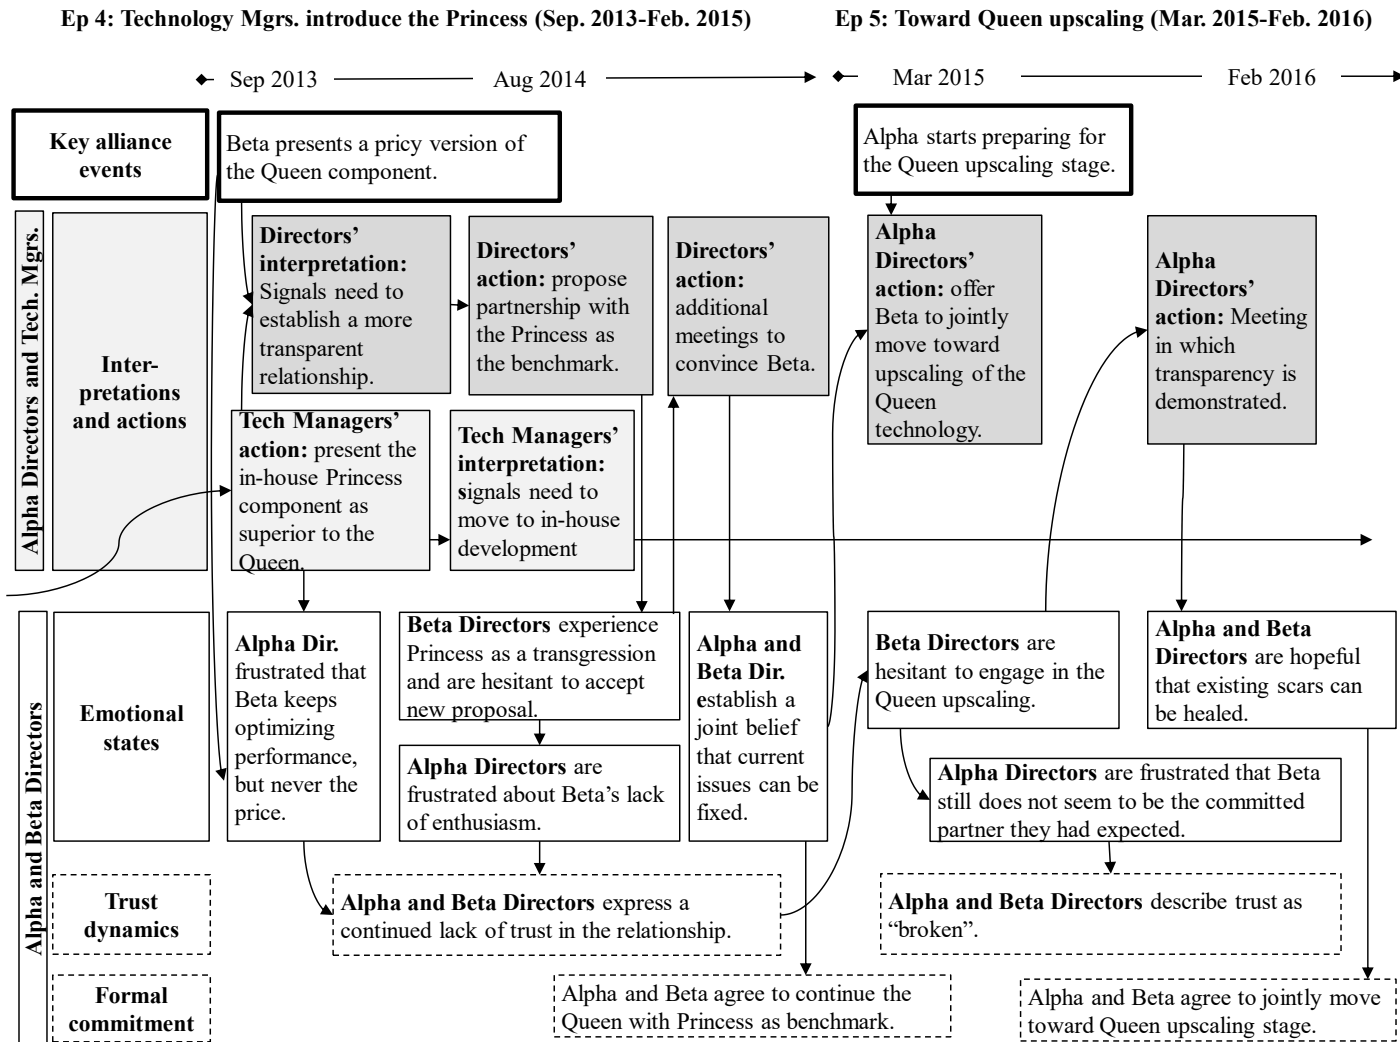 Ep 4: Technology Mgrs. introduce the Princess (Sep. 2013-Feb. 2015)
Ep 5: Toward Queen upscaling (Mar. 2015-Feb. 2016)
Sep 2013
Aug 2014
Mar 2015
Feb 2016
Key alliance
events
Beta presents a pricy version of
the Queen component.
Alpha starts preparing for
the Queen upscaling stage.
Alpha Directors and Tech. Mgrs.
Inter-
pretations
and actions
Directors’
interpretation:
Signals need to
establish a more
transparent
relationship.
Directors’
action: propose
partnership with
the Princess as
the benchmark.
Directors’
action:
additional
meetings to
convince Beta.
Alpha
Directors’
action: offer
Beta to jointly
move toward
upscaling of the
Queen
technology.
Alpha
Directors’
action: Meeting
in which
transparency is
demonstrated.
Tech Managers’
action: present the
in-house Princess
component as
superior to the
Queen.
Tech Managers’
interpretation:
signals need to
move to in-house
development
Alpha and Beta Directors
Emotional
states
Alpha Dir.
frustrated that
Beta keeps
optimizing
performance,
but never the
price.
Beta Directors experience
Princess as a transgression
and are hesitant to accept
new proposal.
Alpha Directors are
frustrated about Beta’s lack
of enthusiasm.
Alpha and
Beta Dir.
establish a
joint belief
that current
issues can be
fixed.
Beta Directors are
hesitant to engage in the
Queen upscaling.
Alpha and Beta
Directors are hopeful
that existing scars can
be healed.
Alpha Directors are frustrated that Beta
still does not seem to be the committed
partner they had expected.
Trust
dynamics
Alpha and Beta Directors express a
continued lack of trust in the relationship.
Alpha and Beta Directors describe trust as
“broken”.
Formal
commitment
Alpha and Beta agree to continue the
Queen with Princess as benchmark.
Alpha and Beta agree to jointly move
toward Queen upscaling stage.